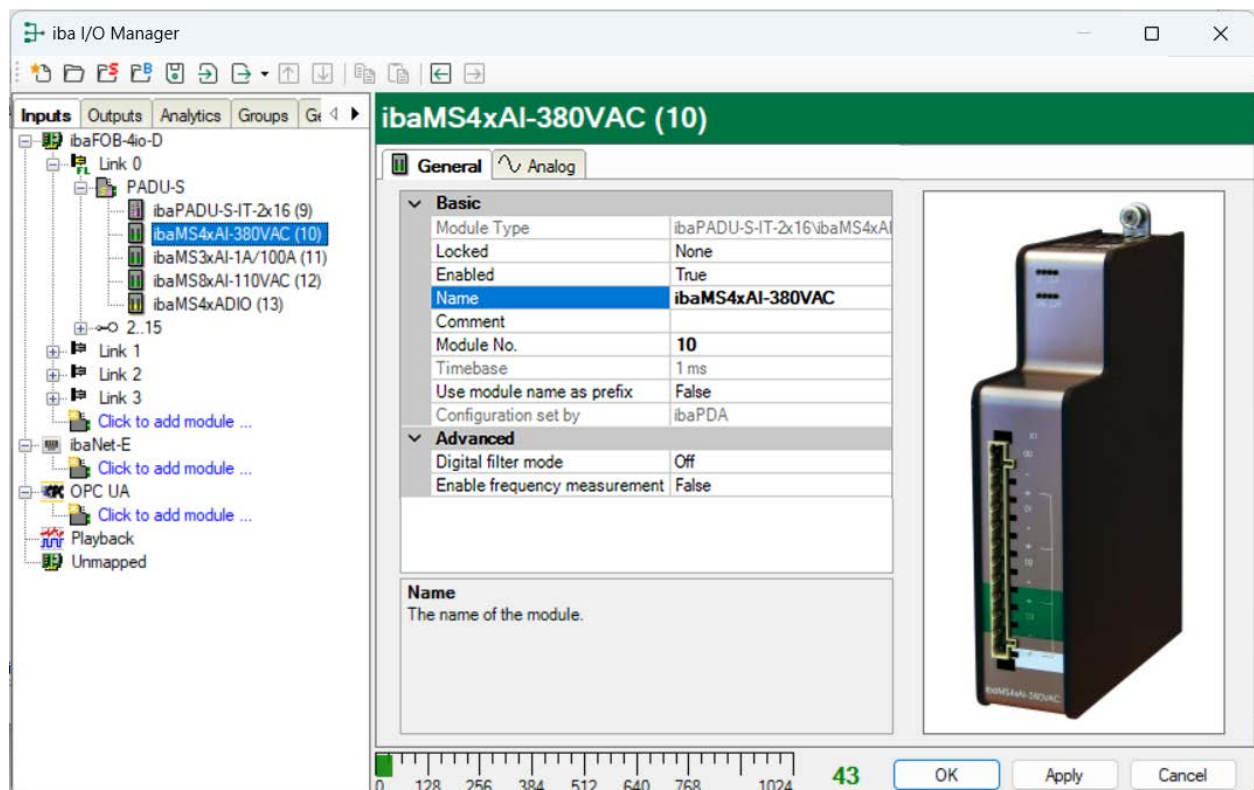 iba I/O Manager
Inputs Outputs Analytics Groups
ibaMS4xAI-380VAC (10)
ibaFOB-4io-D
Link 0
PADU-S
ibaPADU-S-IT-2x16 (9)
ibaMS4xAI-380VAC (10)
ibaMS3xAI-1A/100A (11)
ibaMS8xAI-110VAC (12)
ibaMS4xADIO (13)
2..15
Link 1
Link 2
Link 3
Click to add module ...
ibaNet-E
Click to add module ...
OPC UA
Click to add module ...
Playback
Unmapped
General Analog
Basic
Module Type ibaPADU-S-IT-2x16\ibaMS4xAI
Locked None
Enabled True
Name ibaMS4xAI-380VAC
Comment
Module No. 10
Timebase 1 ms
Use module name as prefix False
Configuration set by ibaPDA
Advanced
Digital filter mode Off
Enable frequency measurement False
Name
The name of the module.
X1
ibaMS4xAI-380VAC
0 128 256 384 512 640 768 1024
43
OK Apply Cancel